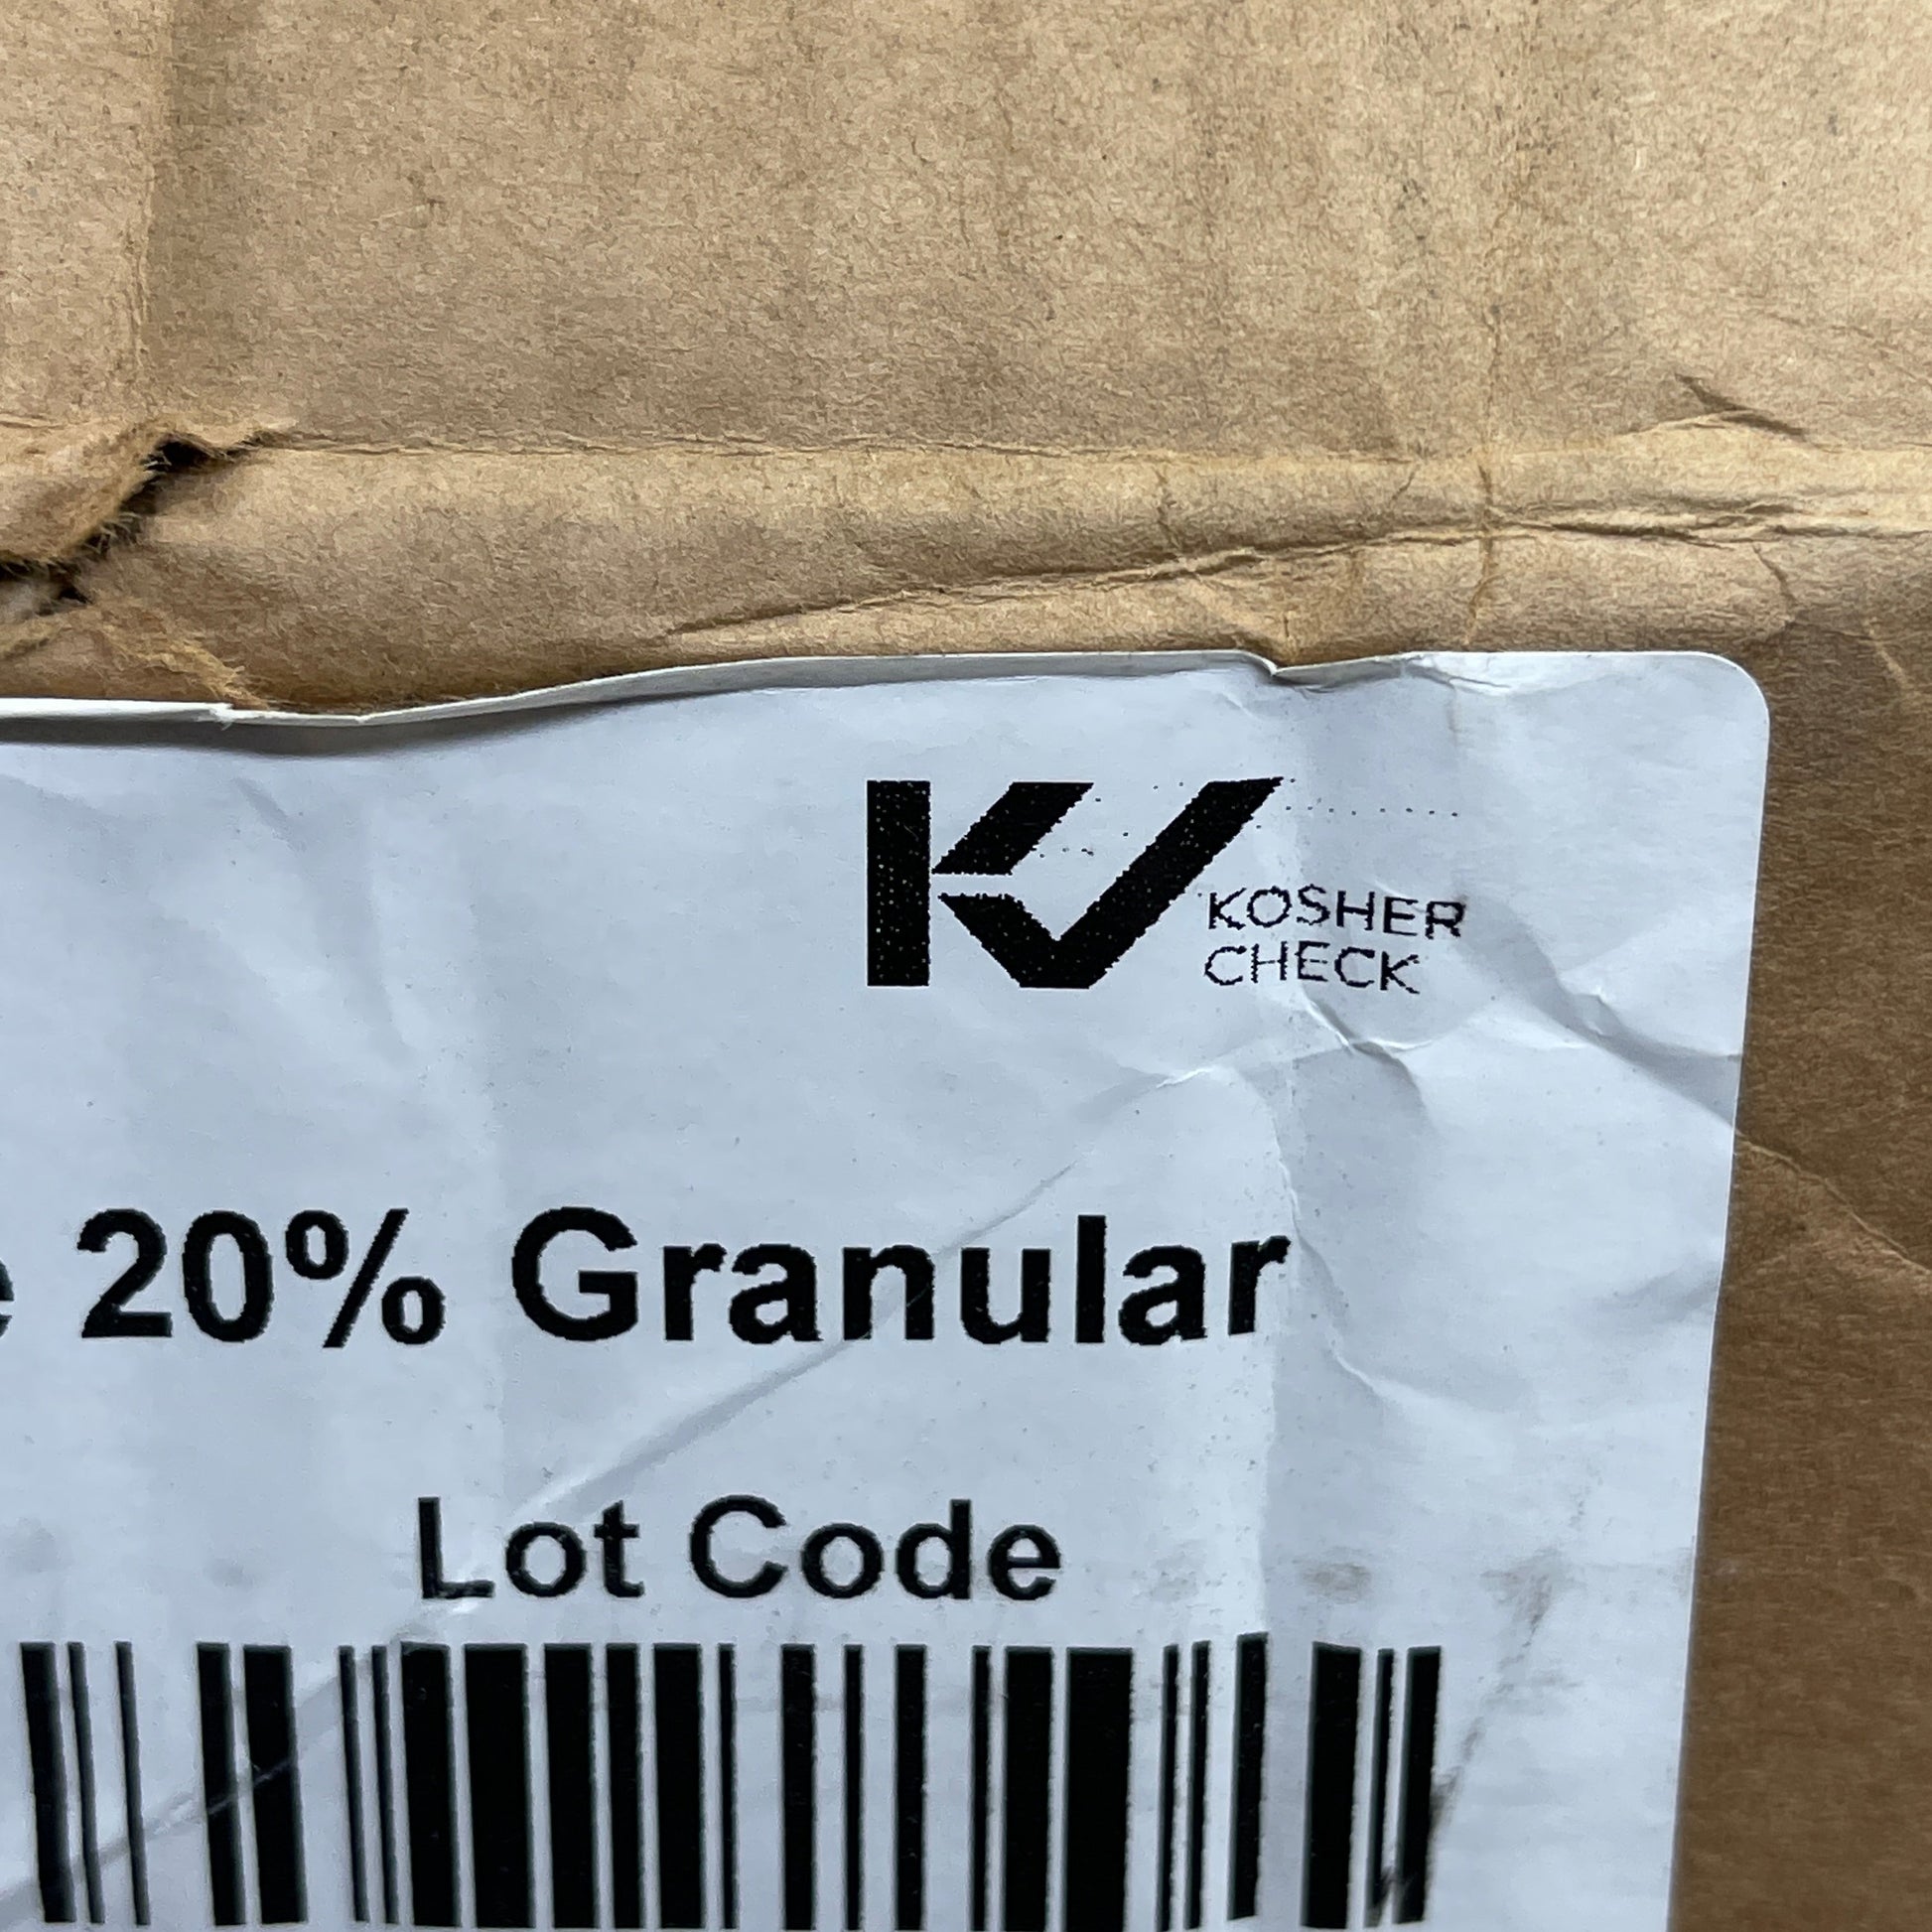 KOSHER
CHECK
20% Granular
Lot Code